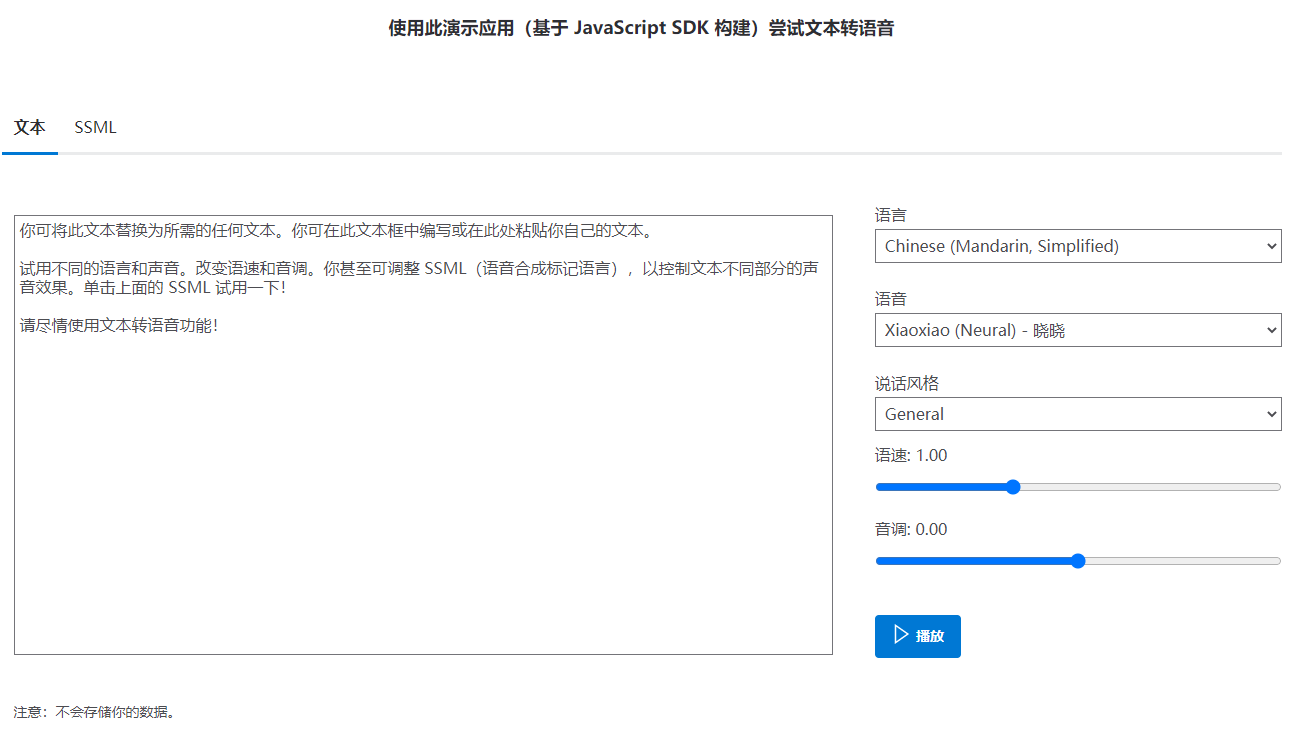 使用此演示应用（基于 JavaScript SDK 构建）尝试文本转语音
文本
SSML
你可将此文本替换为所需的任何文本。你可在此文本框中编写或在此处粘贴你自己的文本。
试用不同的语言和声音。改变语速和音调。你甚至可调整 SSML（语音合成标记语言），以控制文本不同部分的声
音效果。单击上面的 SSML 试用一下！
请尽情使用文本转语音功能！
语言
Chinese (Mandarin, Simplified)
语音
Xiaoxiao (Neural) - 晓晓
说话风格
General
语速: 1.00
音调: 0.00
播放
注意：不会存储你的数据。